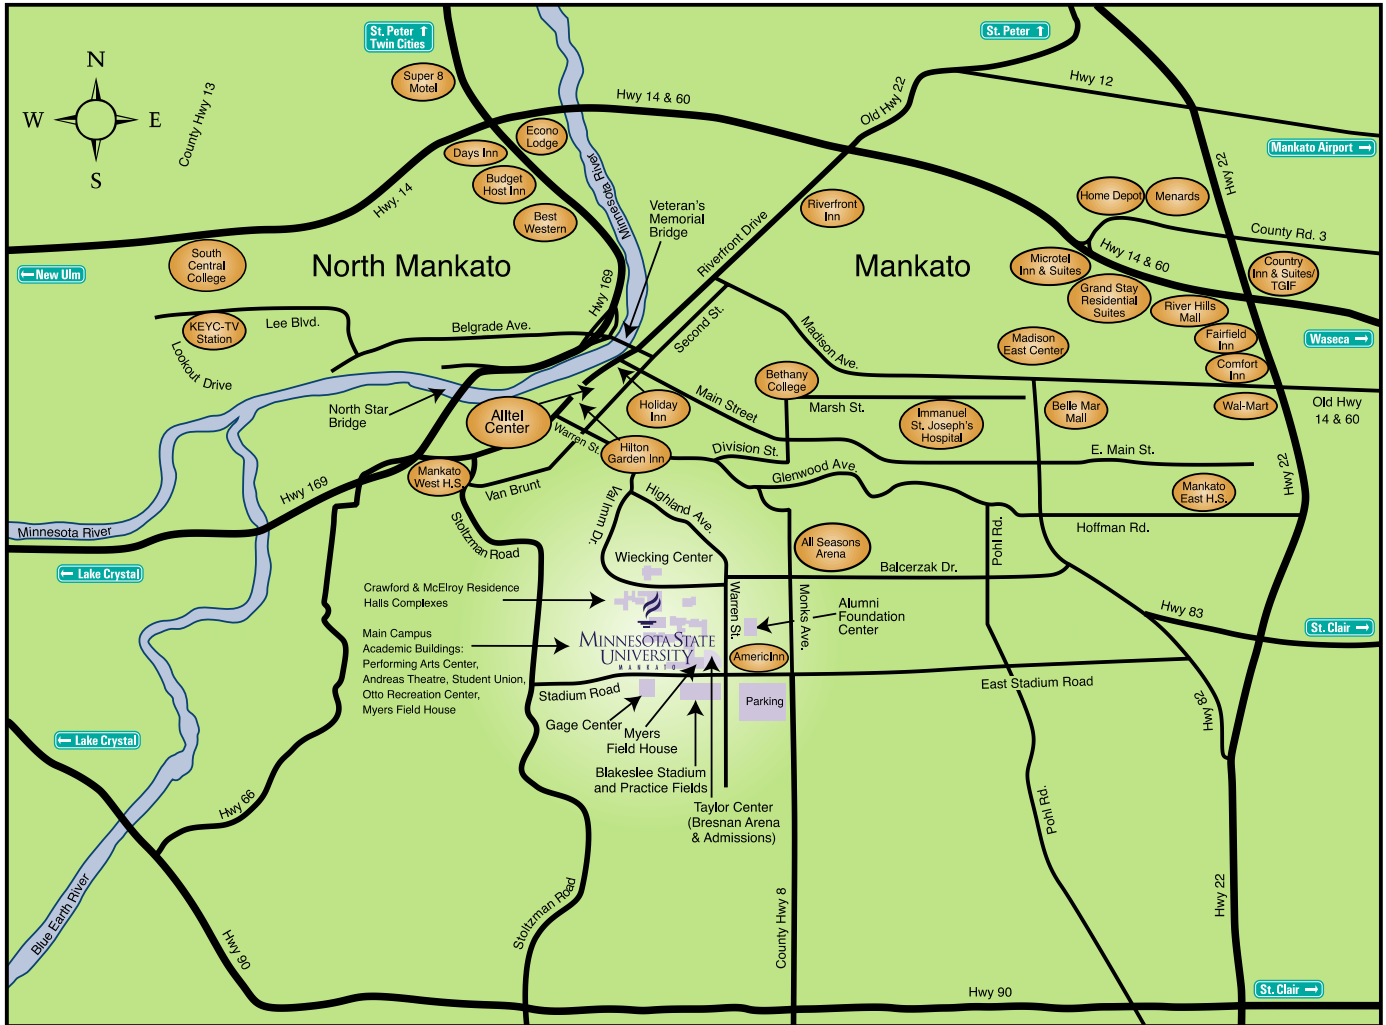 St. Peter ↑
Twin Cities
St. Peter ↑
N
W
E
S
County Hwy 13
Super 8
Motel
Hwy 14 & 60
Old Hwy 22
Hwy 12
Mankato Airport →
Econo
Lodge
Days Inn
Budget
Host Inn
Best
Western
Hwy. 14
Minnesota River
Veteran's
Memorial
Bridge
Riverfront
Inn
Home Depot
Menards
Hwy 22
County Rd. 3
← New Ulm
South
Central
College
North Mankato
Mankato
Riverfront Drive
Microtel
Inn & Suites
Hwy 14 & 60
Country
Inn & Suites/
TGIF
Grand Stay
Residential
Suites
River Hills
Mall
Fairfield
Inn
Comfort
Inn
Waseca →
KEYC-TV
Station
Lee Blvd.
Lookout Drive
Belgrade Ave.
Hwy 169
Second St.
Madison Ave.
Madison
East Center
Bethany
College
Marsh St.
Immanuel
St. Joseph's
Hospital
Belle Mar
Mall
Wal-Mart
Old Hwy
14 & 60
North Star
Bridge
Alltel
Center
Holiday
Inn
Main Street
Warren St.
Hilton
Garden Inn
Division St.
Glenwood Ave.
E. Main St.
Mankato
West H.S.
Van Brunt
Mankato
East H.S.
Hwy 22
Hwy 169
Minnesota River
Stoltzman Road
Val Imm Dr.
Highland Ave.
All Seasons
Arena
Pohl Rd.
Hoffman Rd.
← Lake Crystal
Wiecking Center
Balcerzak Dr.
Crawford & McElroy Residence
Halls Complexes
Warren St.
Monks Ave.
Alumni
Foundation
Center
Hwy 83
St. Clair →
Main Campus
Academic Buildings:
Performing Arts Center,
Andreas Theatre, Student Union,
Otto Recreation Center,
Myers Field House
MINNESOTA STATE
UNIVERSITY
MANKATO
AmericInn
Stadium Road
East Stadium Road
Parking
Gage Center
Myers
Field House
Hwy 82
← Lake Crystal
Blakeslee Stadium
and Practice Fields
Taylor Center
(Bresnan Arena
& Admissions)
Hwy 66
Pohl Rd.
Blue Earth River
Hwy 90
Stoltzman Road
County Hwy 8
Hwy 22
Hwy 90
St. Clair →